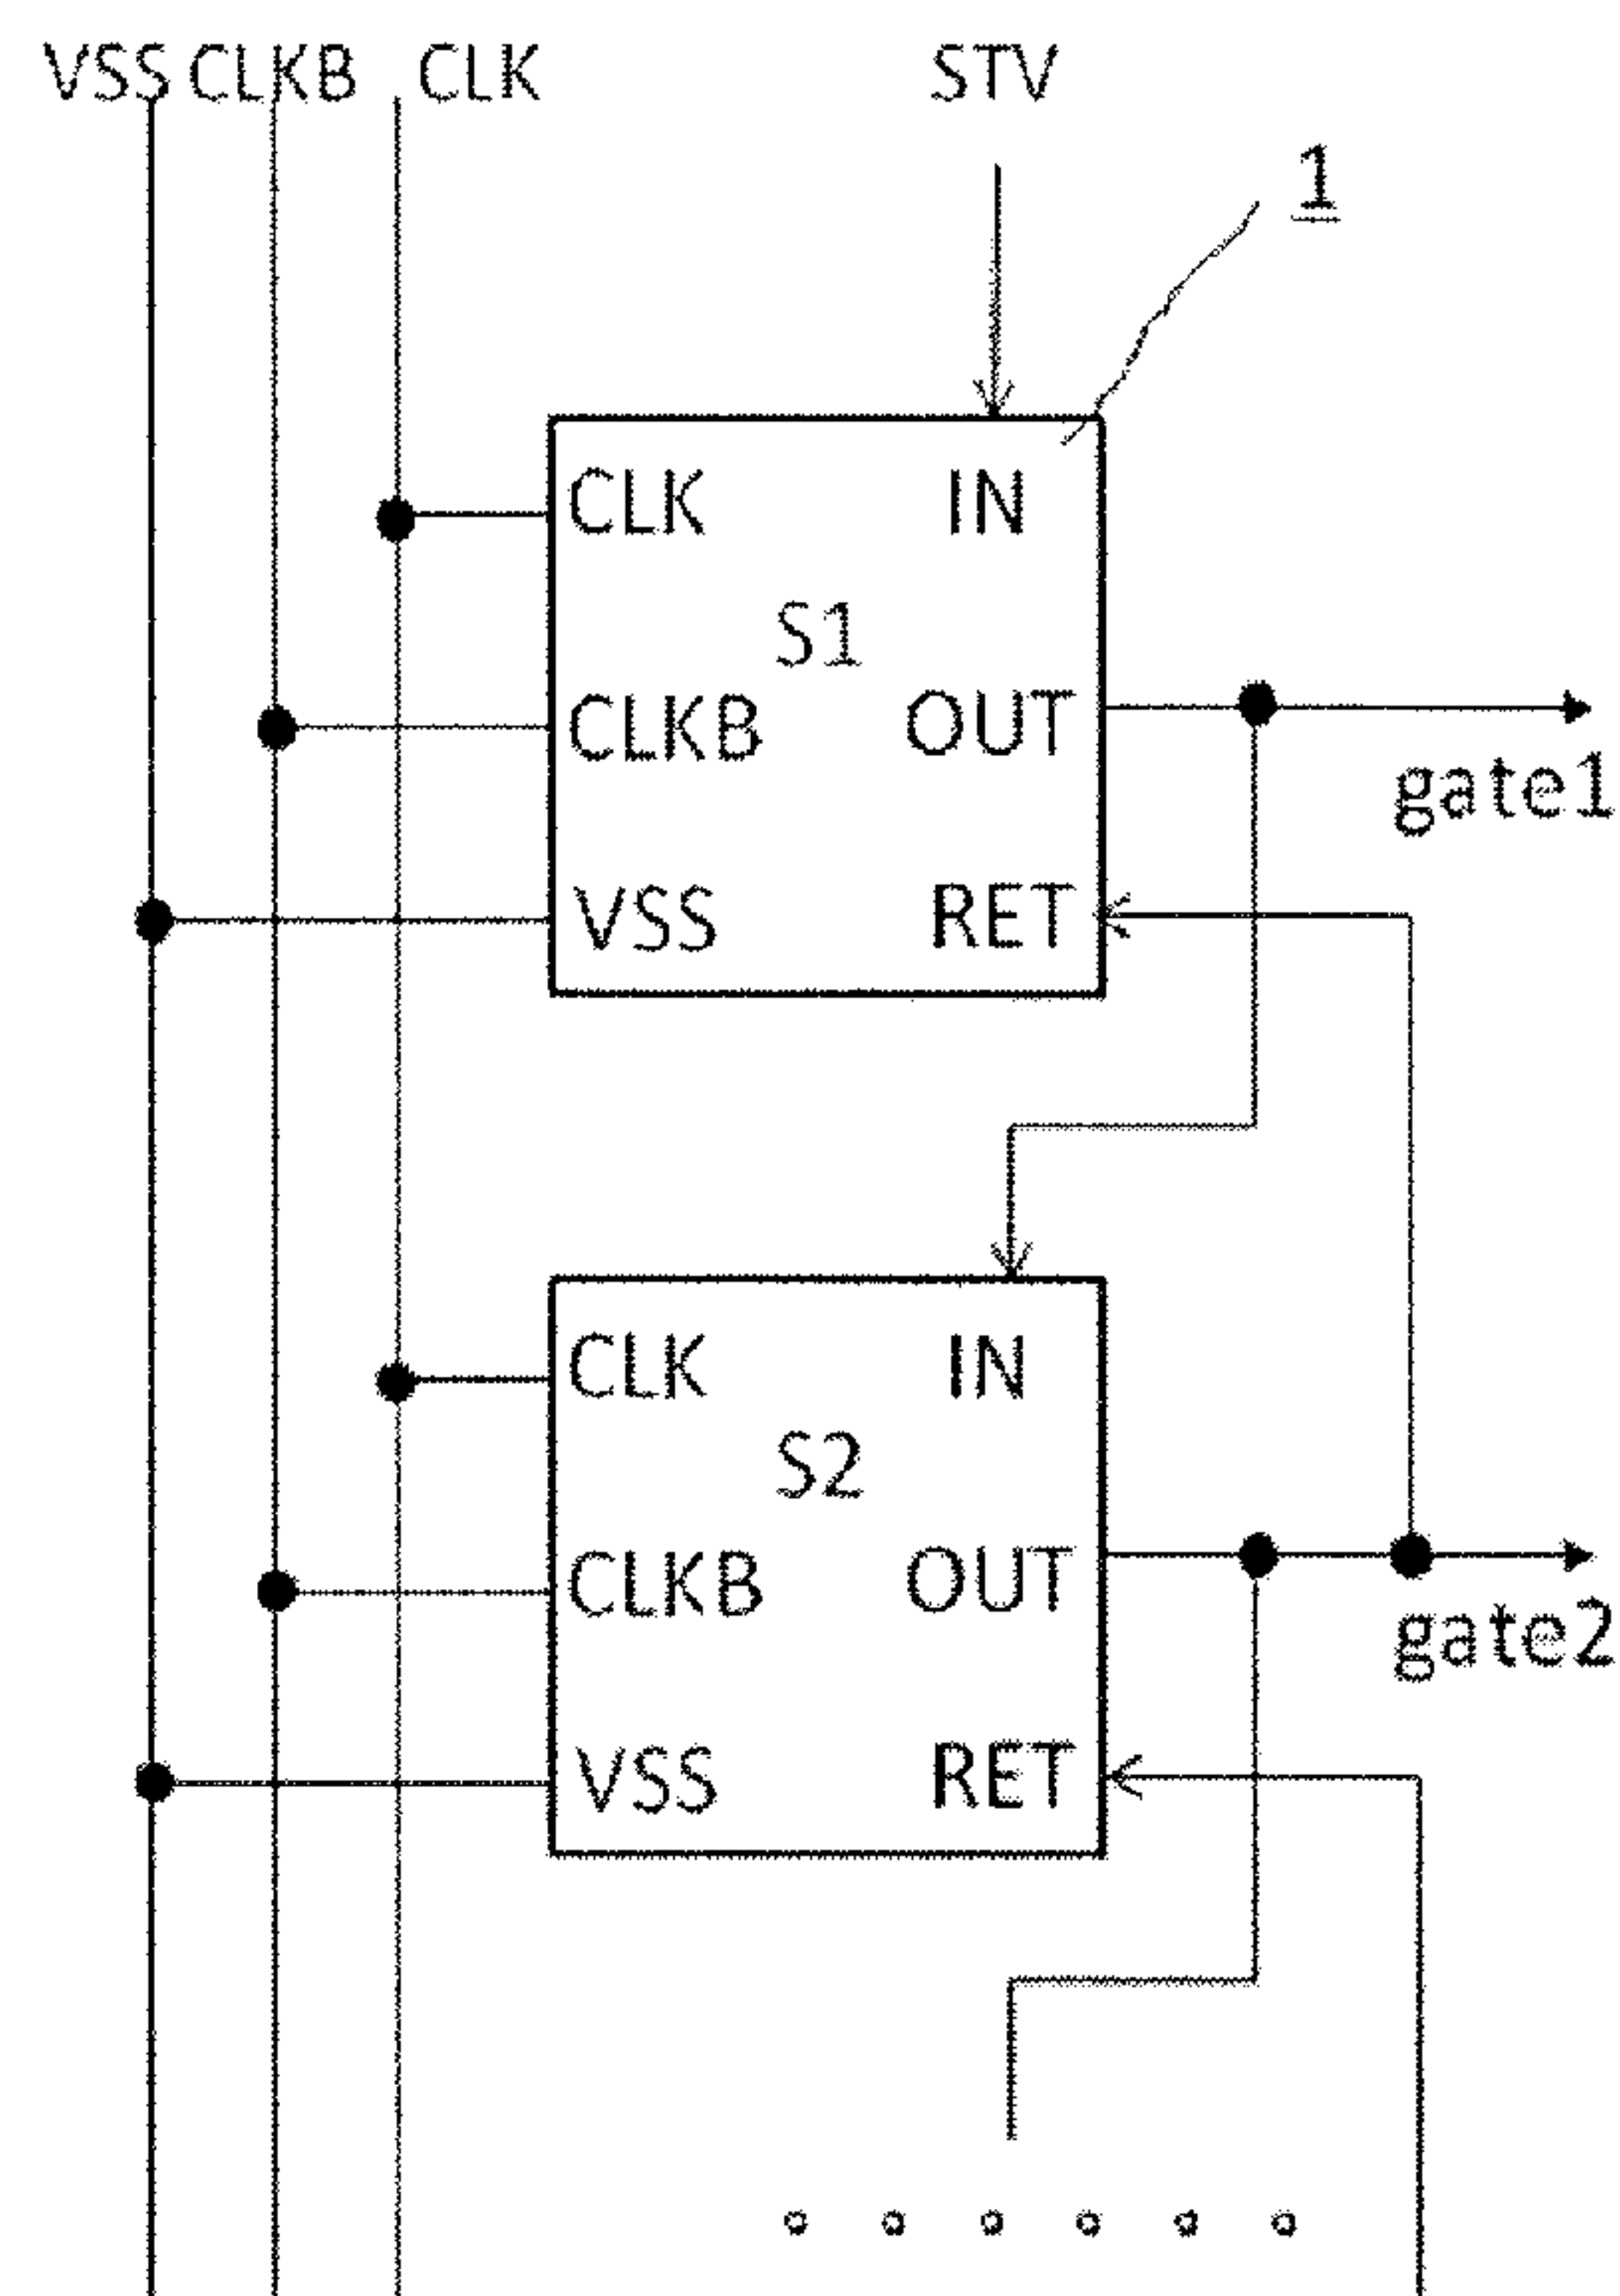 VSS CLKB CLK STV
1
CLK IN
S1
CLKB OUT
gate1
VSS RET
CLK IN
S2
CLKB OUT
gate2
VSS RET